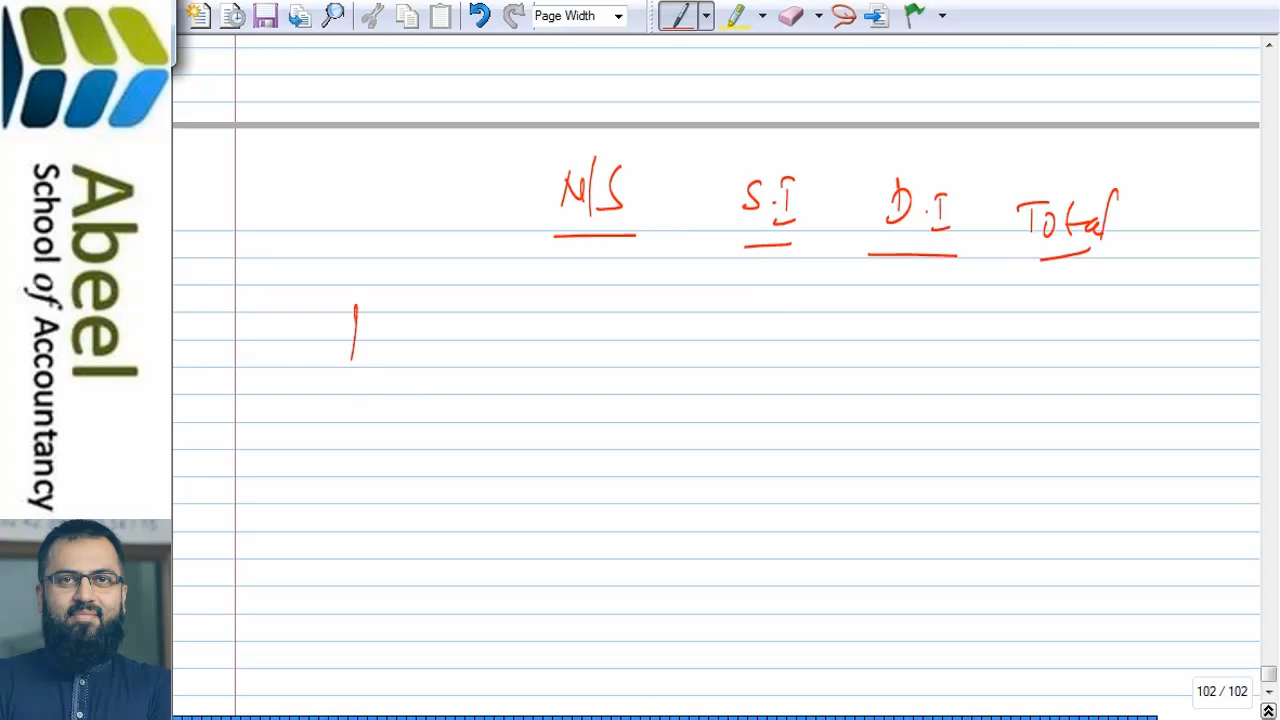 Page Width
N/S S.I D.I Total
Abeel
School of Accountancy
102 / 102